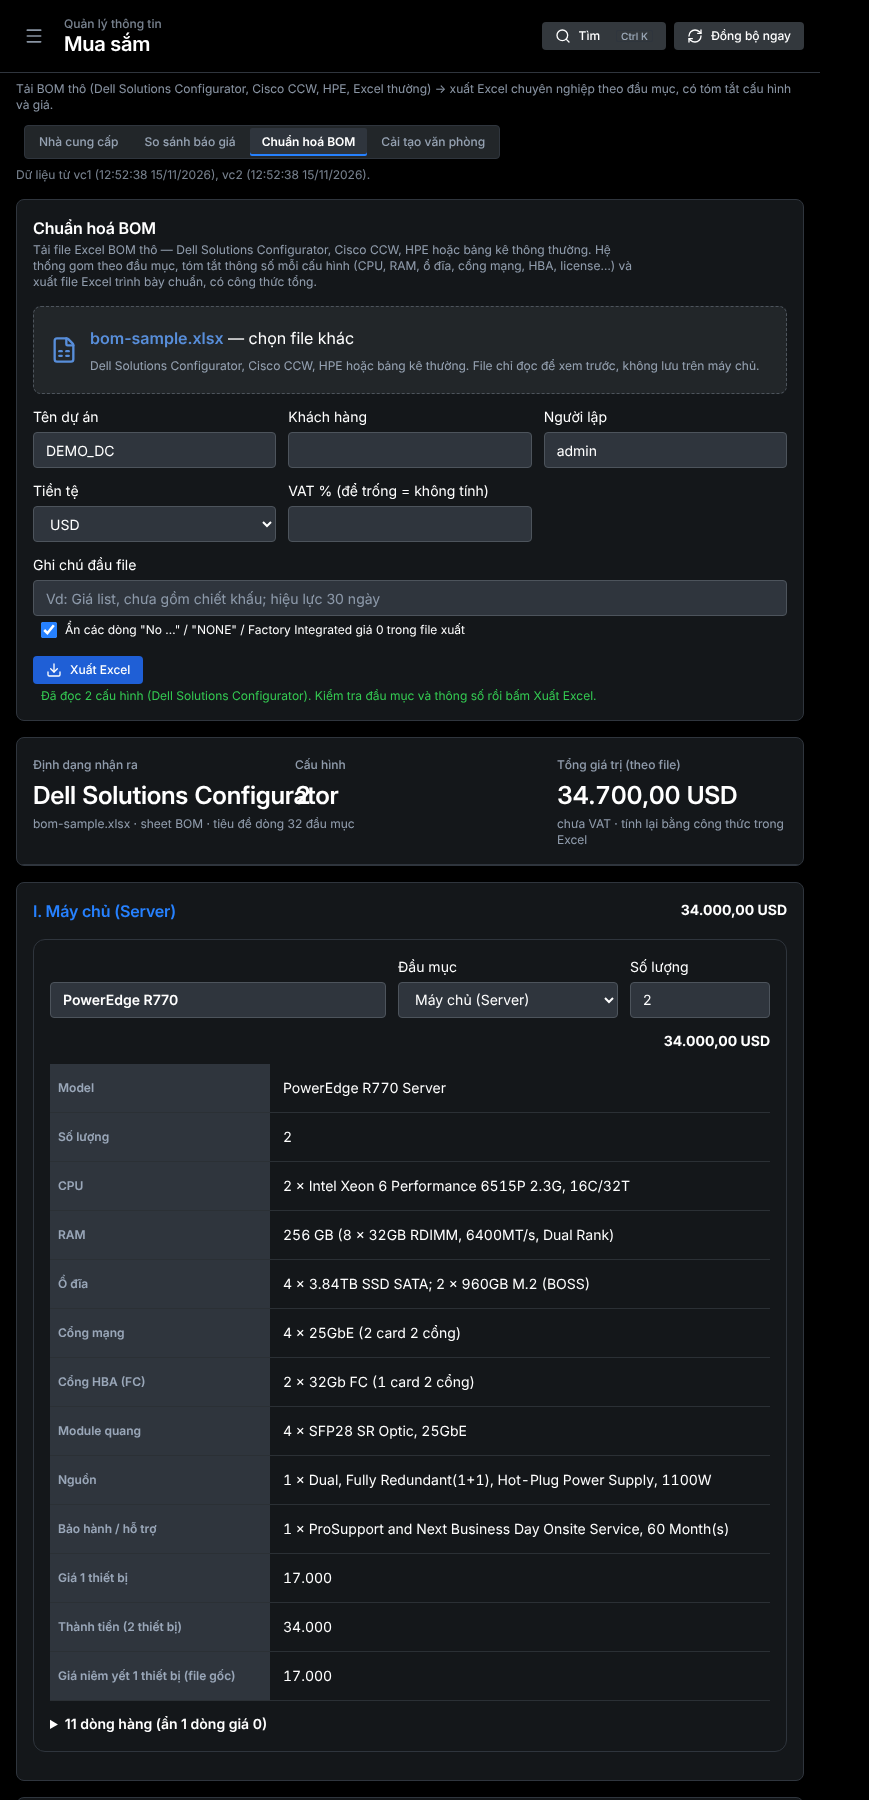 Quản lý thông tin
Mua sắm
Tìm Ctrl K
Đồng bộ ngay
Tải BOM thô (Dell Solutions Configurator, Cisco CCW, HPE, Excel thường) → xuất Excel chuyên nghiệp theo đầu mục, có tóm tắt cấu hình
và giá.
Nhà cung cấp So sánh báo giá Chuẩn hoá BOM Cải tạo văn phòng
Dữ liệu từ vc1 (12:52:38 15/11/2026), vc2 (12:52:38 15/11/2026).
Chuẩn hoá BOM
Tải file Excel BOM thô — Dell Solutions Configurator, Cisco CCW, HPE hoặc bảng kê thông thường. Hệ
thống gom theo đầu mục, tóm tắt thông số mỗi cấu hình (CPU, RAM, ổ đĩa, cổng mạng, HBA, license…) và
xuất file Excel trình bày chuẩn, có công thức tổng.
bom-sample.xlsx — chọn file khác
Dell Solutions Configurator, Cisco CCW, HPE hoặc bảng kê thường. File chỉ đọc để xem trước, không lưu trên máy chủ.
Tên dự án Khách hàng Người lập
DEMO_DC admin
Tiền tệ VAT % (để trống = không tính)
USD
Ghi chú đầu file
Vd: Giá list, chưa gồm chiết khấu; hiệu lực 30 ngày
Ẩn các dòng "No …" / "NONE" / Factory Integrated giá 0 trong file xuất
Xuất Excel
Đã đọc 2 cấu hình (Dell Solutions Configurator). Kiểm tra đầu mục và thông số rồi bấm Xuất Excel.
Định dạng nhận ra Cấu hình Tổng giá trị (theo file)
Dell Solutions Configurator 2 34.700,00 USD
bom-sample.xlsx · sheet BOM · tiêu đề dòng 3 2 đầu mục chưa VAT · tính lại bằng công thức trong
Excel
I. Máy chủ (Server) 34.000,00 USD
Đầu mục Số lượng
PowerEdge R770 Máy chủ (Server) 2
34.000,00 USD
Model PowerEdge R770 Server
Số lượng 2
CPU 2 × Intel Xeon 6 Performance 6515P 2.3G, 16C/32T
RAM 256 GB (8 × 32GB RDIMM, 6400MT/s, Dual Rank)
Ổ đĩa 4 × 3.84TB SSD SATA; 2 × 960GB M.2 (BOSS)
Cổng mạng 4 × 25GbE (2 card 2 cổng)
Cổng HBA (FC) 2 × 32Gb FC (1 card 2 cổng)
Module quang 4 × SFP28 SR Optic, 25GbE
Nguồn 1 × Dual, Fully Redundant(1+1), Hot-Plug Power Supply, 1100W
Bảo hành / hỗ trợ 1 × ProSupport and Next Business Day Onsite Service, 60 Month(s)
Giá 1 thiết bị 17.000
Thành tiền (2 thiết bị) 34.000
Giá niêm yết 1 thiết bị (file gốc) 17.000
11 dòng hàng (ẩn 1 dòng giá 0)